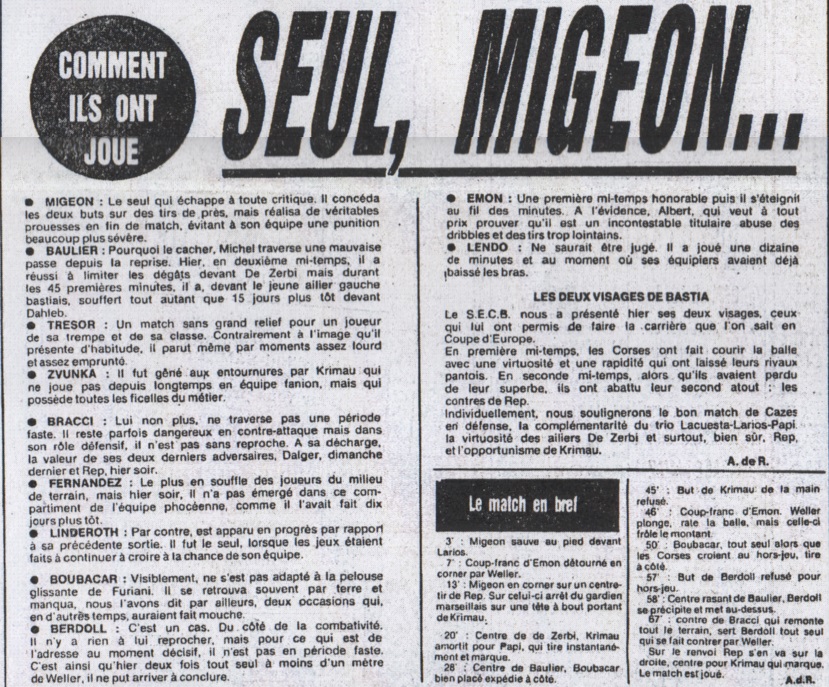 COMMENT
ILS ONT
JOUE
SEUL, MIGEON...
● MIGEON : Le seul qui échappe à toute critique. Il concéda
les deux buts sur des tirs de près, mais réalisa de véritables
prouesses en fin de match, évitant à son équipe une punition
beaucoup plus sévère.
● BAULIER : Pourquoi le cacher, Michel traverse une mauvaise
passe depuis la reprise. Hier, en deuxième mi-temps, il a
réussi à limiter les dégâts devant De Zerbi mais durant
les 45 premières minutes, il a, devant le jeune ailier gauche
bastiais, souffert tout autant que 15 jours plus tôt devant
Dahleb.
● TRESOR : Un match sans grand relief pour un joueur
de sa trempe et de sa classe. Contrairement à l'image qu'il
présente d'habitude, il parut même par moments assez lourd
et assez emprunté.
● ZVUNKA : Il fut gêné aux entournures par Krimau qui
ne joue pas depuis longtemps en équipe fanion, mais qui
possède toutes les ficelles du métier.
● BRACCI : Lui non plus, ne traverse pas une période
faste. Il reste parfois dangereux en contre-attaque mais dans
son rôle défensif, il n'est pas sans reproche. A sa décharge,
la valeur de ses deux derniers adversaires, Dalger, dimanche
dernier et Rep, hier soir.
● FERNANDEZ : Le plus en souffle des joueurs du milieu
de terrain, mais hier soir, il n'a pas émergé dans ce com-
partiment de l'équipe phocéenne, comme il l'avait fait dix
jours plus tôt.
● LINDEROTH : Par contre, est apparu en progrès par rapport
à sa précédente sortie. Il fut le seul, lorsque les jeux étaient
faits à continuer à croire à la chance de son équipe.
● BOUBACAR : Visiblement, ne s'est pas adapté à la pelouse
glissante de Furiani. Il se retrouva souvent par terre et
manqua, nous l'avons dit par ailleurs, deux occasions qui,
en d'autres temps, auraient fait mouche.
● BERDOLL : C'est un cas. Du côté de la combativité.
Il n'y a rien à lui reprocher, mais pour ce qui est de
l'adresse au moment décisif, il n'est pas en période faste.
C'est ainsi qu'hier deux fois tout seul à moins d'un mètre
de Weller, il ne put arriver à conclure.
● EMON : Une première mi-temps honorable puis il s'éteignit
au fil des minutes. A l'évidence, Albert, qui veut à tout
prix prouver qu'il est un incontestable titulaire abuse des
dribbles et des tirs trop lointains.
● LENDO : Ne saurait être jugé. Il a joué une dizaine
de minutes et au moment où ses équipiers avaient déjà
baissé les bras.
LES DEUX VISAGES DE BASTIA
Le S.E.C.B. nous a présenté hier ses deux visages, ceux
qui lui ont permis de faire la carrière que l'on sait en
Coupe d'Europe.
En première mi-temps, les Corses ont fait courir la balle
avec une virtuosité et une rapidité qui ont laissé leurs rivaux
pantois. En seconde mi-temps, alors qu'ils avaient perdu
de leur superbe, ils ont abattu leur second atout : les
contres de Rep.
Individuellement, nous soulignerons le bon match de Cazes
en défense, la complémentarité du trio Lacuesta-Larios-Papi
la virtuosité des ailiers De Zerbi et surtout, bien sûr, Rep,
et l'opportunisme de Krimau.
A. de R.
Le match en bref
3' : Migeon sauve au pied devant
Larios.
7' : Coup-franc d'Emon détourné en
corner par Weller.
13' : Migeon en corner sur un centre-
tir de Rep. Sur celui-ci arrêt du gardien
marseillais sur une tête à bout portant
de Krimau.
20' : Centre de de Zerbi, Krimau
amortit pour Papi, qui tire instantané-
ment et marque.
28' : Centre de Baulier, Boubacar
bien placé expédie à côté.
45' : But de Krimau de la main
refusé.
46' : Coup-franc d'Emon. Weller
plonge, rate la balle, mais celle-ci
frôle le montant.
50' : Boubacar, tout seul alors que
les Corses croient au hors-jeu, tire
à côté.
57' : But de Berdoll refusé pour
hors-jeu.
58' : Centre rasant de Baulier, Berdoll
se précipite et met au-dessus.
67' : contre de Bracci qui remonte
tout le terrain, sert Berdoll tout seul
qui se fait contrer par Weller.
Sur le renvoi Rep s'en va sur la
droite, centre pour Krimau qui marque.
Le match est joué.
A.d.R.